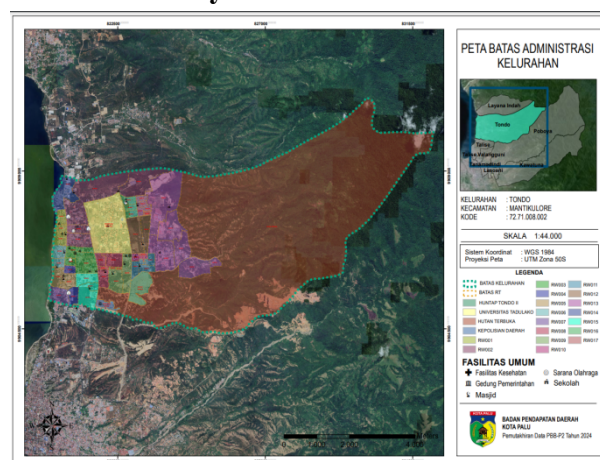 PETA BATAS ADMINISTRASI
KELURAHAN
Layana Indah
Tondo
Poboya
Talise
Talise Valangguni
Kawatuna
Lasoani
KELURAHAN : TONDO
KECAMATAN : MANTIKULORE
KODE : 72.71.008.002
SKALA 1:44.000
Sistem Koordinat : WGS 1984
Proyeksi Peta : UTM Zona 50S
LEGENDA
BATAS KELURAHAN
BATAS RT
HUNTAP TONDO II
UNIVERSITAS TADULAKO
HUTAN TERBUKA
KEPOLISIAN DAERAH
RW001
RW002
RW003
RW004
RW005
RW006
RW007
RW008
RW009
RW010
RW011
RW012
RW013
RW014
RW015
RW016
RW017
FASILITAS UMUM
Fasilitas Kesehatan
Gedung Pemerintahan
Masjid
Sarana Olahraga
Sekolah
KOTA PALU
BADAN PENDAPATAN DAERAH
KOTA PALU
Pemutakhiran Data PBB-P2 Tahun 2024